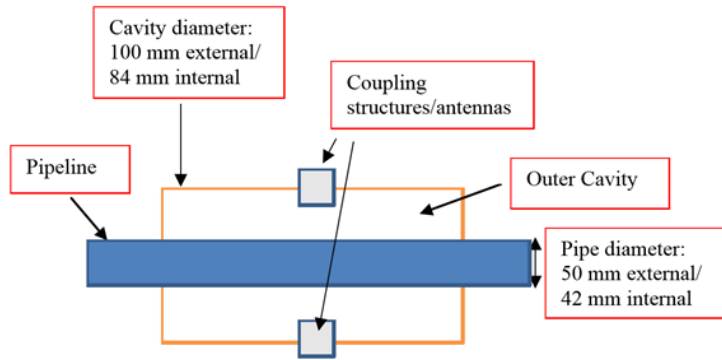 Cavity diameter:
100 mm external/
84 mm internal
Coupling
structures/antennas
Pipeline
Outer Cavity
Pipe diameter:
50 mm external/
42 mm internal